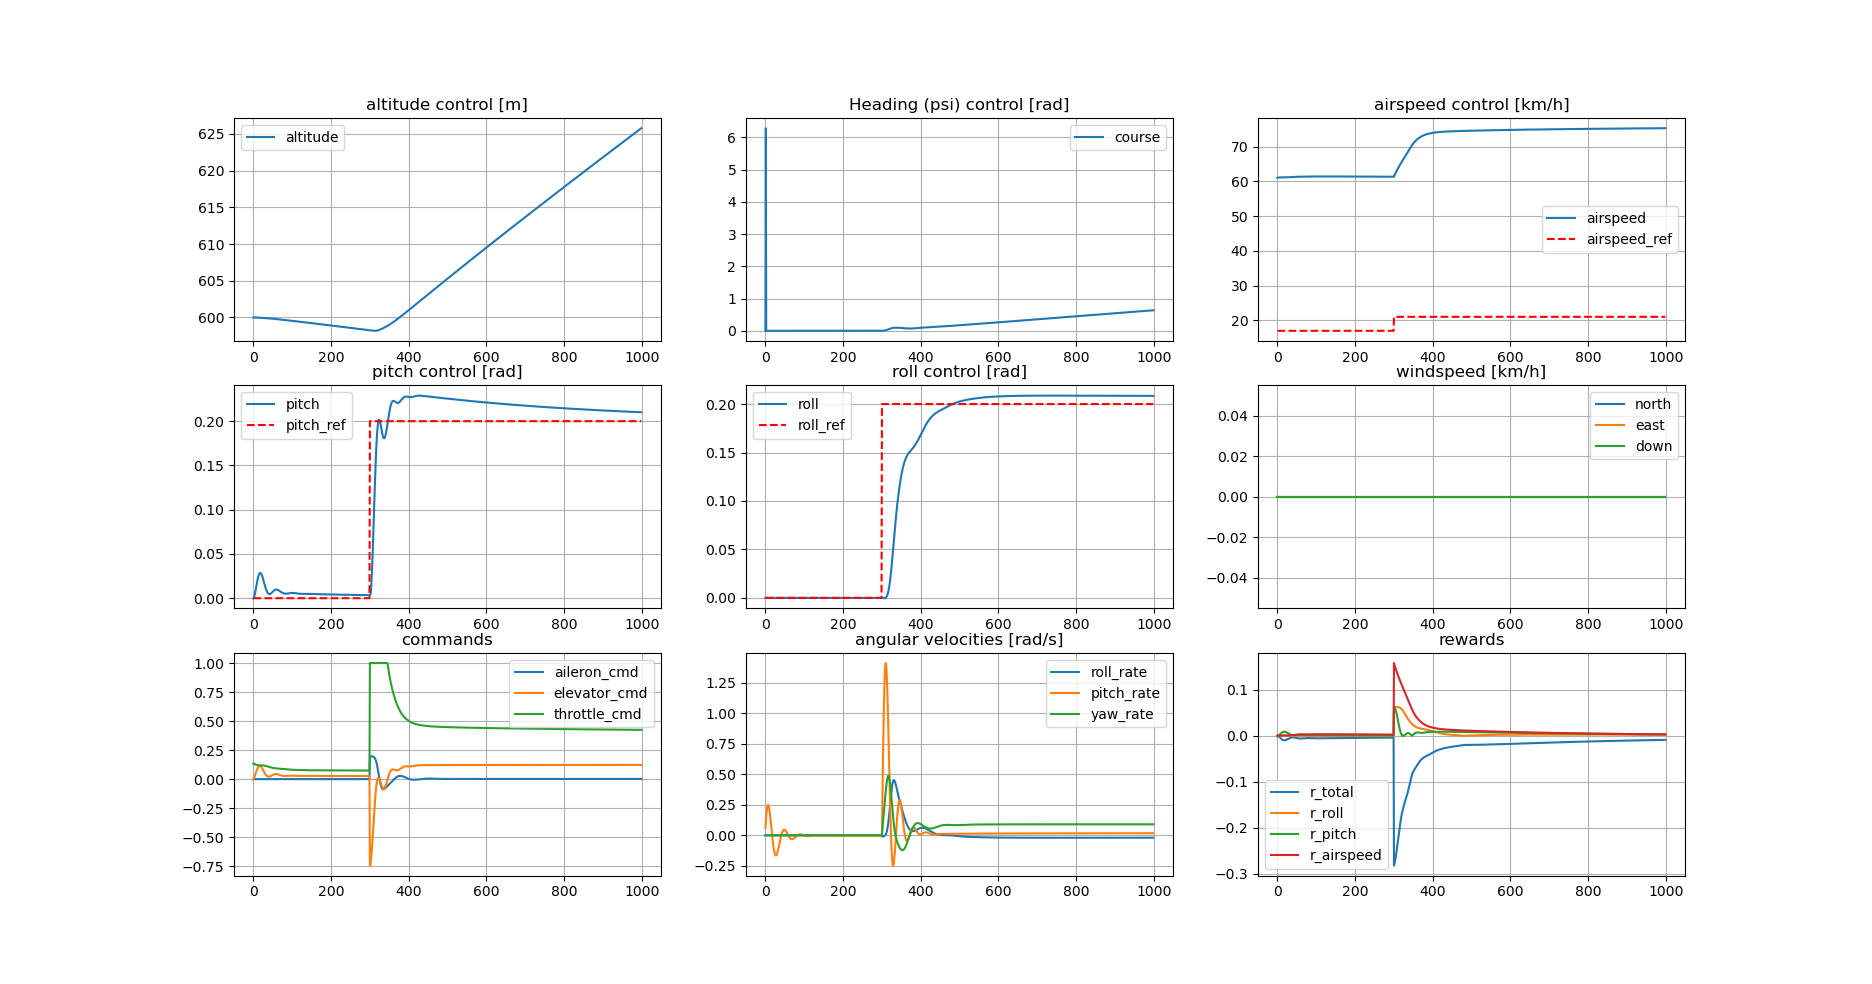 altitude control [m]
altitude
625
620
615
610
605
600
0 200 400 600 800 1000
Heading (psi) control [rad]
course
6
5
4
3
2
1
0
0 200 400 600 800 1000
airspeed control [km/h]
airspeed
airspeed_ref
70
60
50
40
30
20
0 200 400 600 800 1000
pitch control [rad]
pitch
pitch_ref
0.20
0.15
0.10
0.05
0.00
0 200 400 600 800 1000
roll control [rad]
roll
roll_ref
0.20
0.15
0.10
0.05
0.00
0 200 400 600 800 1000
windspeed [km/h]
north
east
down
0.04
0.02
0.00
−0.02
−0.04
0 200 400 600 800 1000
commands
aileron_cmd
elevator_cmd
throttle_cmd
1.00
0.75
0.50
0.25
0.00
−0.25
−0.50
−0.75
0 200 400 600 800 1000
angular velocities [rad/s]
roll_rate
pitch_rate
yaw_rate
1.25
1.00
0.75
0.50
0.25
0.00
−0.25
0 200 400 600 800 1000
rewards
r_total
r_roll
r_pitch
r_airspeed
0.1
0.0
−0.1
−0.2
−0.3
0 200 400 600 800 1000